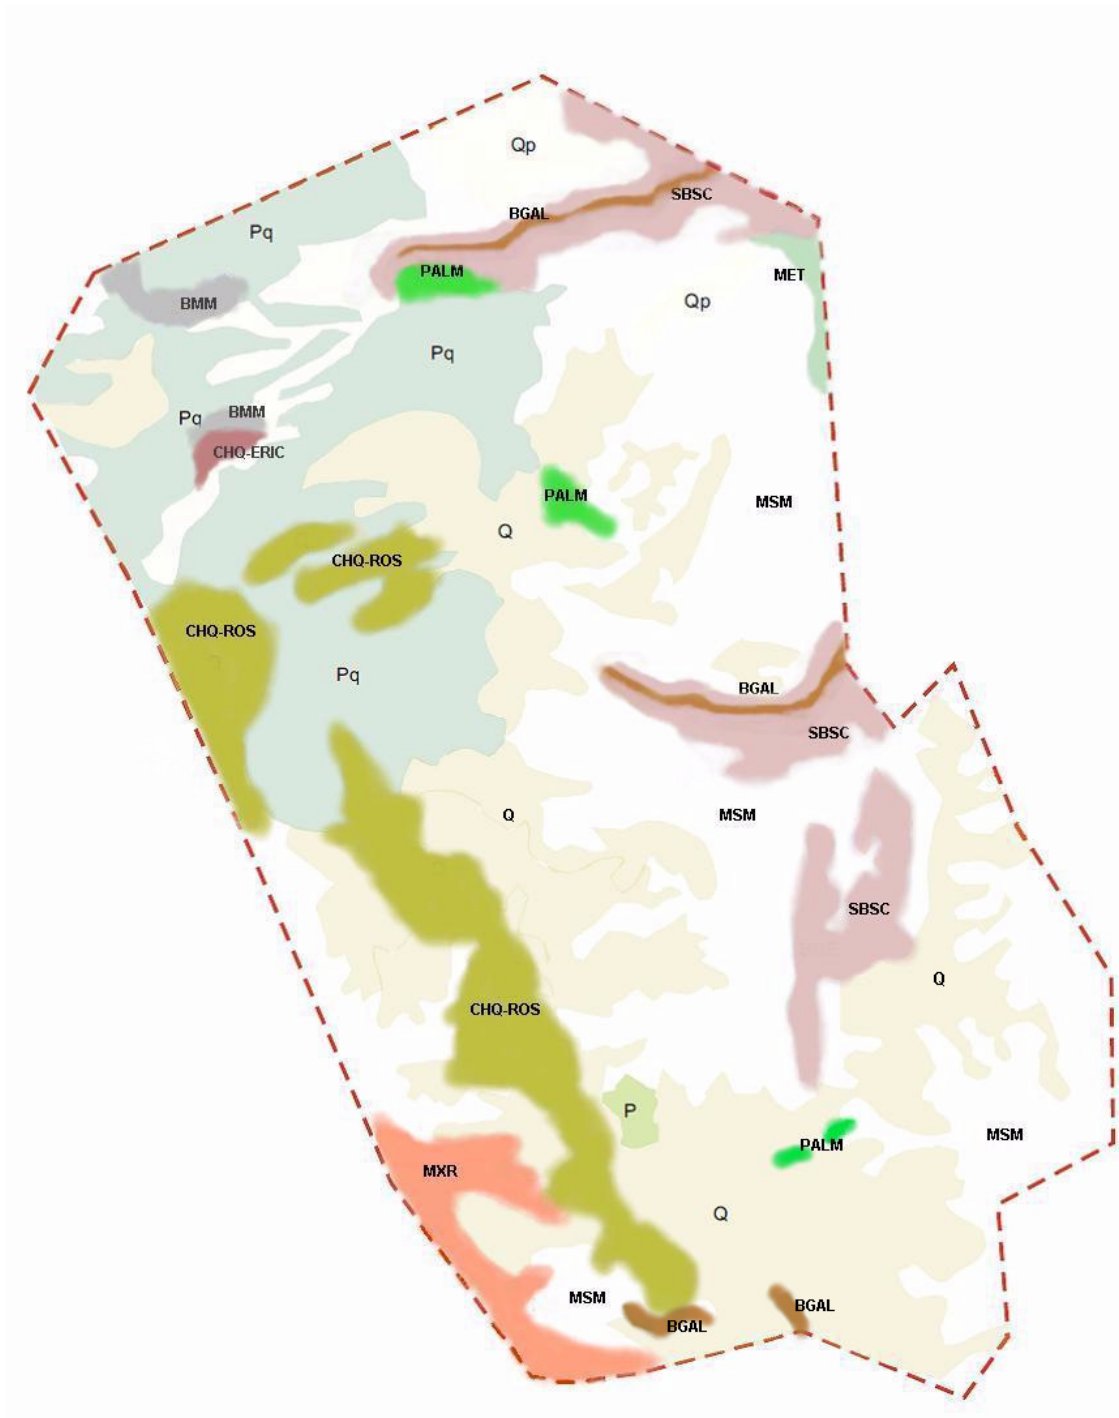 Qp
SBSC
BGAL
Pq
PALM
MET
BMM
Qp
Pq
BMM
Pq
CHQ-ERIC
PALM
MSM
Q
CHQ-ROS
CHQ-ROS
Pq
BGAL
SBSC
Q
MSM
SBSC
Q
CHQ-ROS
P
MSM
PALM
MXR
Q
MSM
BGAL
BGAL